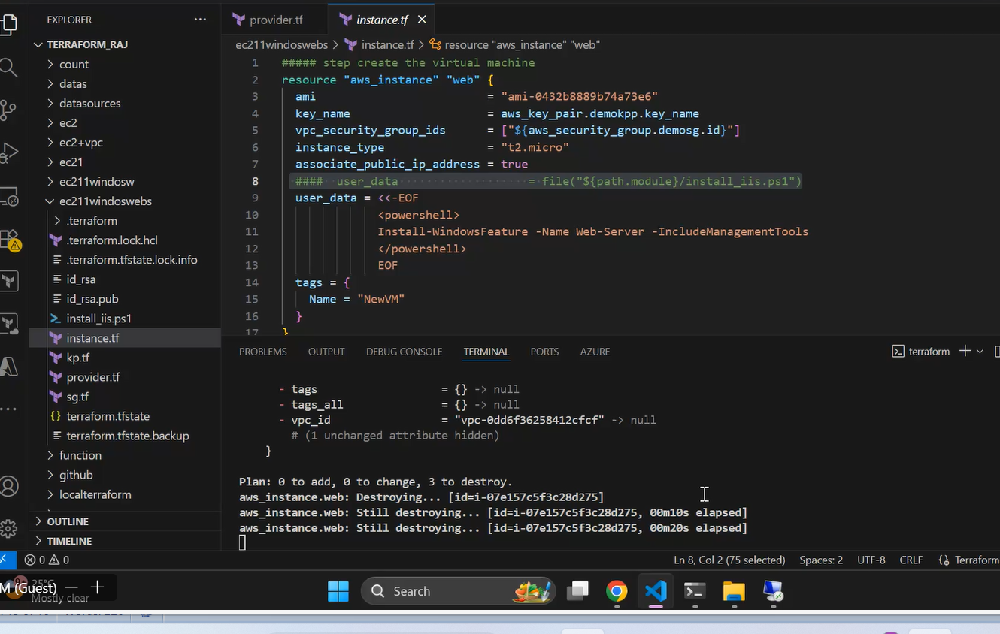 EXPLORER
provider.tf
instance.tf
TERRAFORM_RAJ
count
datas
datasources
ec2
ec2+vpc
ec21
ec211windosw
ec211windoswebs
.terraform
.terraform.lock.hcl
.terraform.tfstate.lock.info
id_rsa
id_rsa.pub
install_iis.ps1
instance.tf
kp.tf
provider.tf
sg.tf
terraform.tfstate
terraform.tfstate.backup
function
github
localterraform
OUTLINE
TIMELINE
ec211windoswebs > instance.tf > resource "aws_instance" "web"
1 ##### step create the virtual machine
2 resource "aws_instance" "web" {
3 ami = "ami-0432b8889b74a73e6"
4 key_name = aws_key_pair.demokpp.key_name
5 vpc_security_group_ids = ["${aws_security_group.demosg.id}"]
6 instance_type = "t2.micro"
7 associate_public_ip_address = true
8 #### user_data = file("${path.module}/install_iis.ps1")
9 user_data = <<-EOF
10 <powershell>
11 Install-WindowsFeature -Name Web-Server -IncludeManagementTools
12 </powershell>
13 EOF
14 tags = {
15 Name = "NewVM"
16 }
17 }
PROBLEMS OUTPUT DEBUG CONSOLE TERMINAL PORTS AZURE terraform
- tags = {} -> null
- tags_all = {} -> null
- vpc_id = "vpc-0dd6f36258412cfcf" -> null
# (1 unchanged attribute hidden)
}
Plan: 0 to add, 0 to change, 3 to destroy.
aws_instance.web: Destroying... [id=i-07e157c5f3c28d275]
aws_instance.web: Still destroying... [id=i-07e157c5f3c28d275, 00m10s elapsed]
aws_instance.web: Still destroying... [id=i-07e157c5f3c28d275, 00m20s elapsed]
0 0 Ln 8, Col 2 (75 selected) Spaces: 2 UTF-8 CRLF Terraform
M (Guest)
25°C
Mostly clear
Search